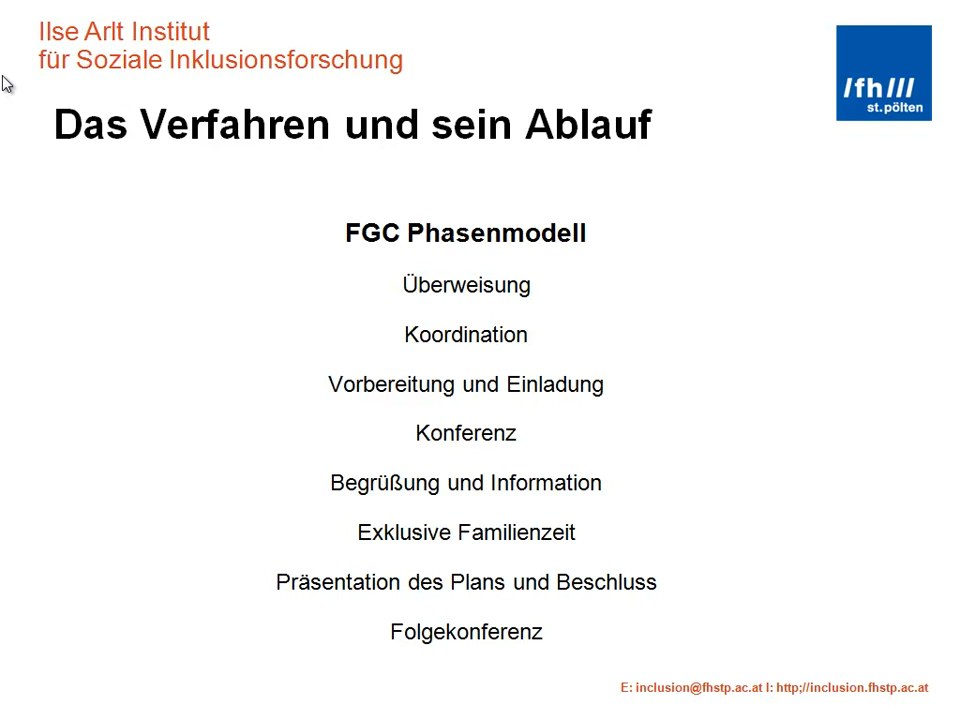 Ilse Arlt Institut
für Soziale Inklusionsforschung
/fh///
st.pölten
Das Verfahren und sein Ablauf
FGC Phasenmodell
Überweisung
Koordination
Vorbereitung und Einladung
Konferenz
Begrüßung und Information
Exklusive Familienzeit
Präsentation des Plans und Beschluss
Folgekonferenz
E: inclusion@fhstp.ac.at I: http;//inclusion.fhstp.ac.at